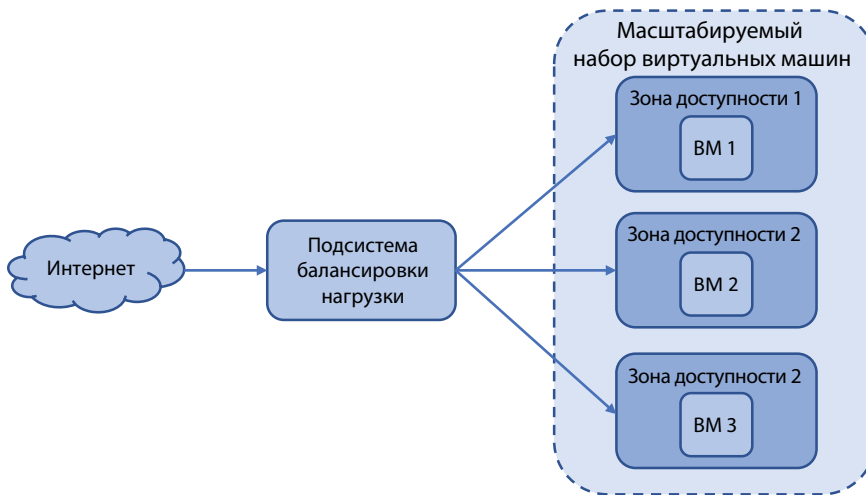 Масштабируемый
набор виртуальных машин
Зона доступности 1
ВМ 1
Зона доступности 2
ВМ 2
Зона доступности 2
ВМ 3
Интернет
Подсистема
балансировки
нагрузки